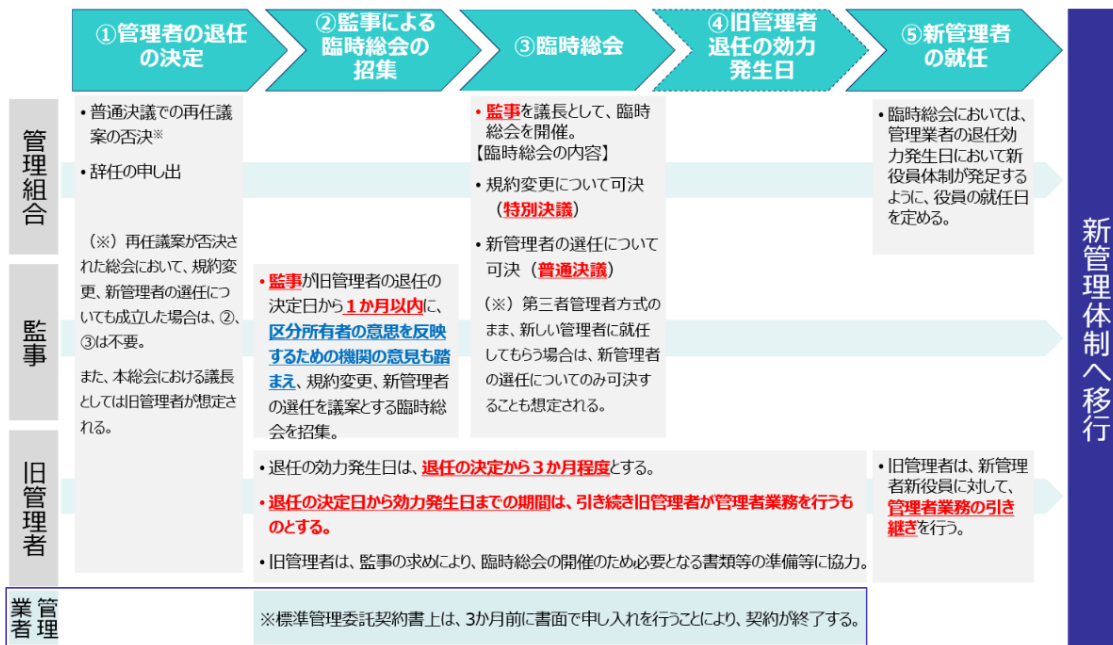 ①管理者の退任
の決定
②監事による
臨時総会の
招集
③臨時総会
④旧管理者
退任の効力
発生日
⑤新管理者
の就任
管理組合
・普通決議での再任議
案の否決※
・辞任の申し出
（※）再任議案が否決さ
れた総会において、規約変
更、新管理者の選任につ
いても成立した場合は、②、
③は不要。
また、本総会における議長
としては旧管理者が想定さ
れる。
・監事を議長として、臨時
総会を開催。
【臨時総会の内容】
・規約変更について可決
（特別決議）
・新管理者の選任について
可決（普通決議）
（※）第三者管理者方式の
まま、新しい管理者に就任
してもらう場合は、新管理者
の選任についてのみ可決す
ることも想定される。
・臨時総会においては、
管理業者の退任効
力発生日において新
役員体制が発足する
ように、役員の就任日
を定める。
監事
・監事が旧管理者の退任の
決定日から１か月以内に、
区分所有者の意思を反映
するための機関の意見も踏
まえ、規約変更、新管理者
の選任を議案とする臨時総
会を招集。
旧管理者
・退任の効力発生日は、退任の決定から３か月程度とする。
・退任の決定日から効力発生日までの期間は、引き続き旧管理者が管理者業務を行うも
のとする。
・旧管理者は、監事の求めにより、臨時総会の開催のため必要となる書類等の準備等に協力。
・旧管理者は、新管理
者新役員に対して、
管理者業務の引き
継ぎを行う。
管理業者
※標準管理委託契約書上は、3か月前に書面で申し入れを行うことにより、契約が終了する。
新管理体制へ移行